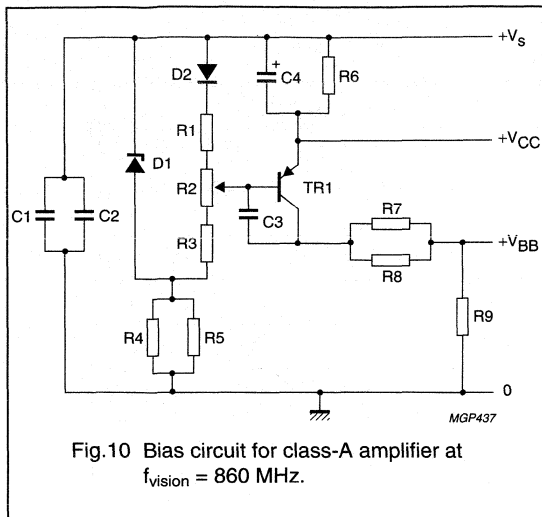 +VS
D2
+
C4
R6
R1
+VCC
D1
R2
TR1
C1
C2
C3
R7
+VBB
R3
R8
R4
R5
R9
0
MGP437
Fig.10 Bias circuit for class-A amplifier at
fvision = 860 MHz.